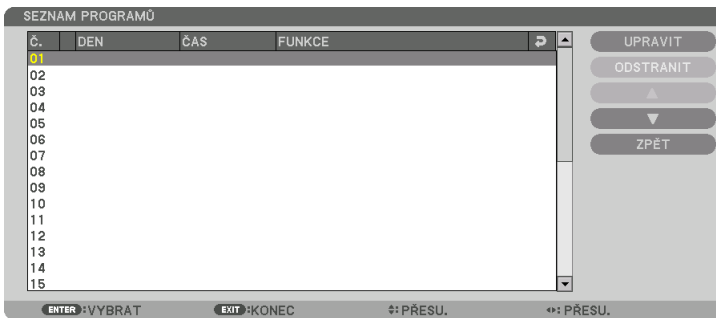 SEZNAM PROGRAMŮ
Č. DEN ČAS FUNKCE
01
02
03
04
05
06
07
08
09
10
11
12
13
14
15
UPRAVIT
ODSTRANIT
ZPĚT
ENTER:VYBRAT EXIT:KONEC :PŘESU. :PŘESU.